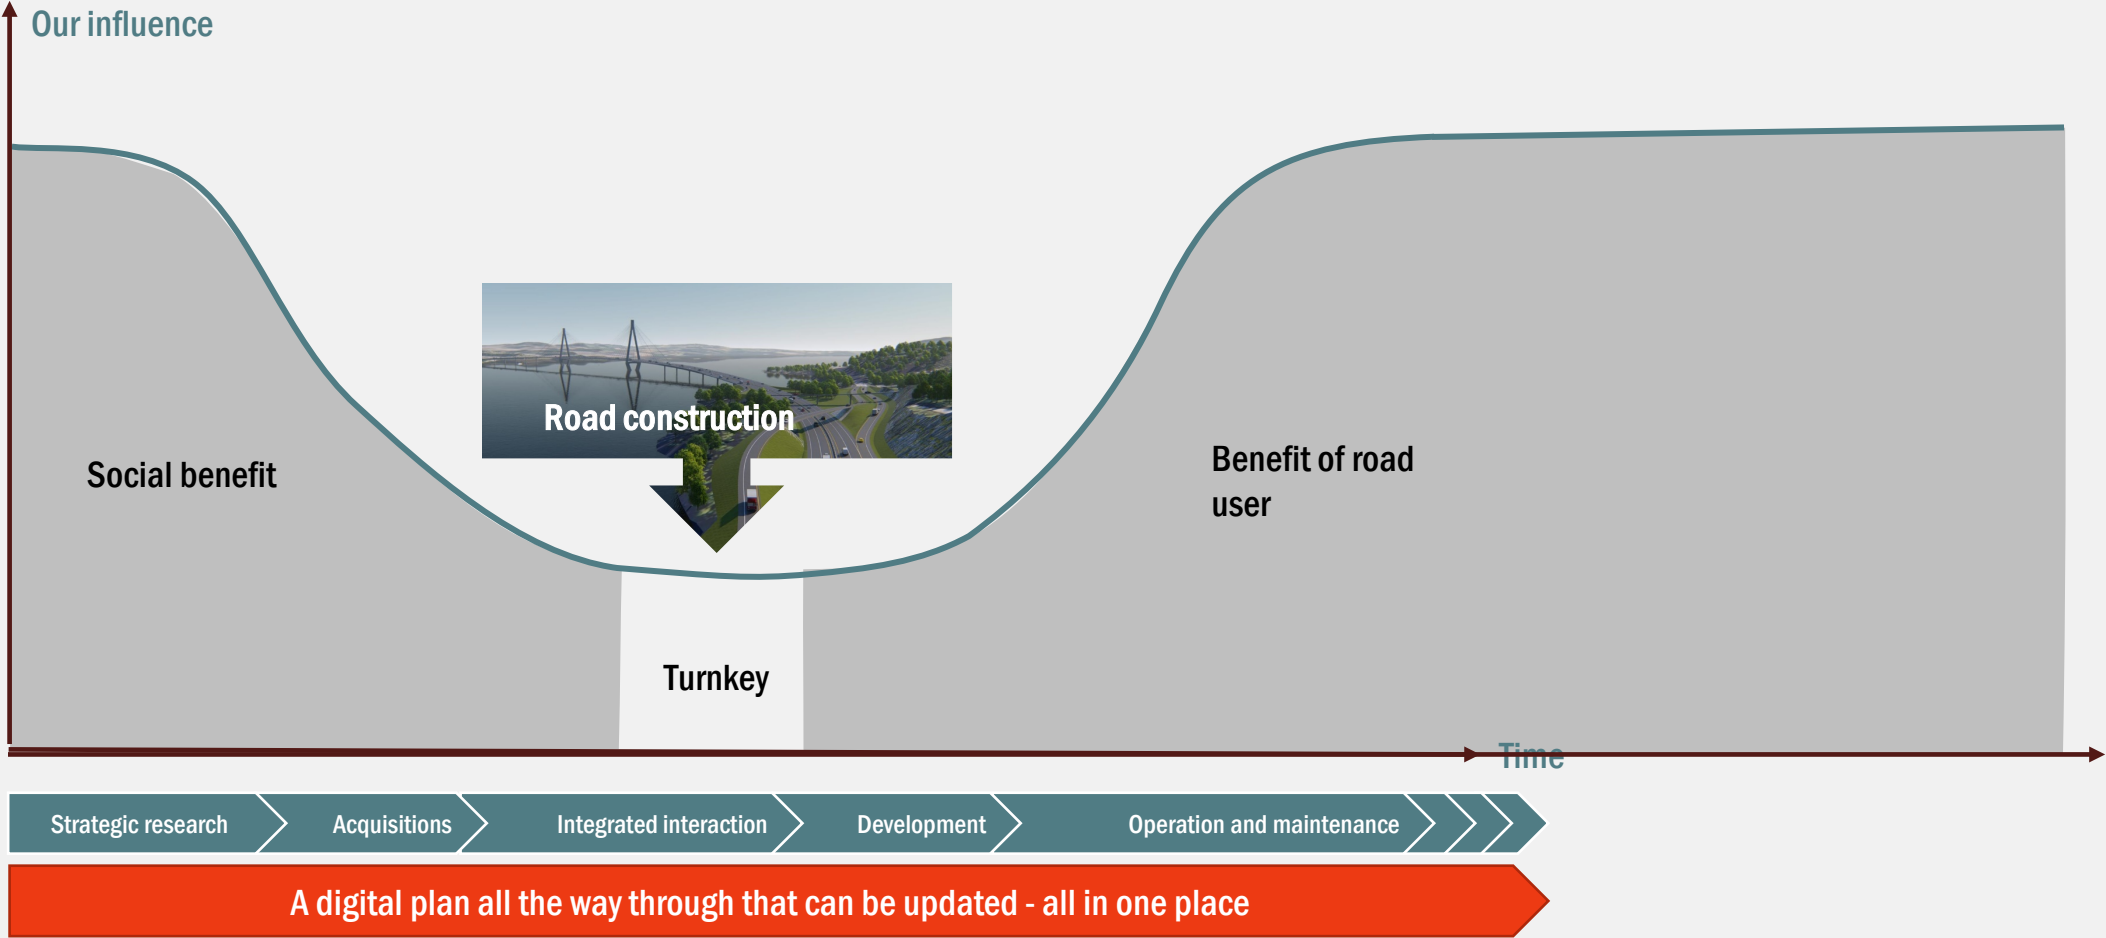 Our influence
Road construction
Social benefit
Benefit of road
user
Turnkey
Time
Strategic research
Acquisitions
Integrated interaction
Development
Operation and maintenance
A digital plan all the way through that can be updated - all in one place